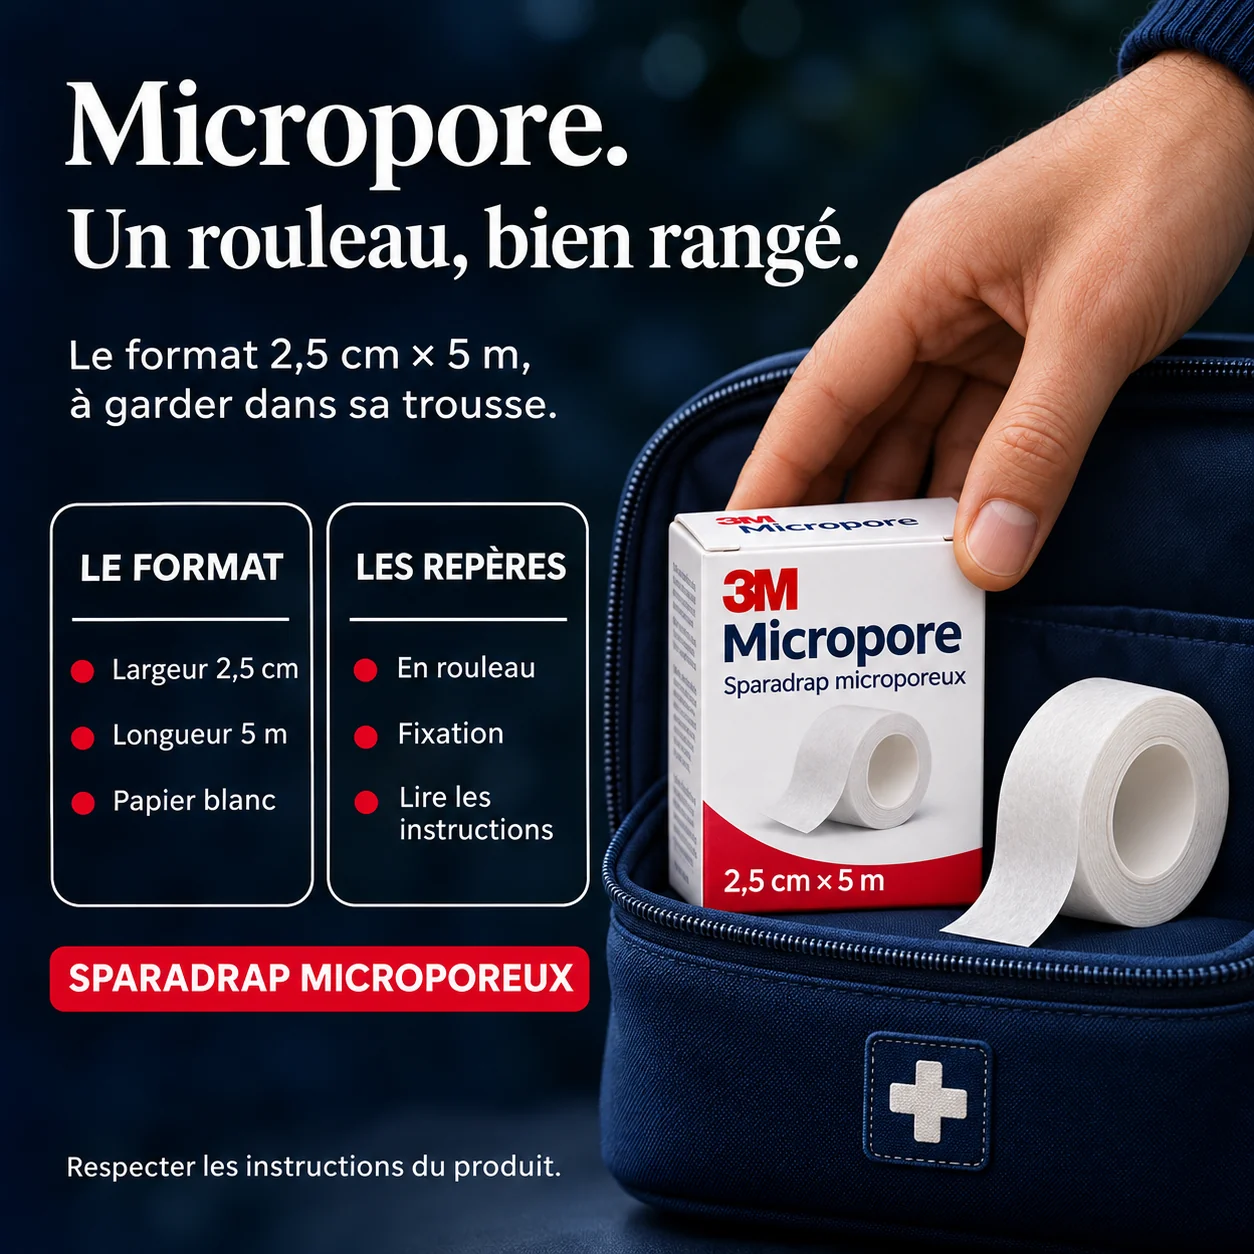 Micropore.
Un rouleau, bien rangé.
Le format 2,5 cm × 5 m,
à garder dans sa trousse.
LE FORMAT
Largeur 2,5 cm
Longueur 5 m
Papier blanc
LES REPÈRES
En rouleau
Fixation
Lire les
instructions
SPARADRAP MICROPOREUX
Respecter les instructions du produit.
3M Micropore
3M
Micropore
Sparadrap microporeux
2,5 cm × 5 m